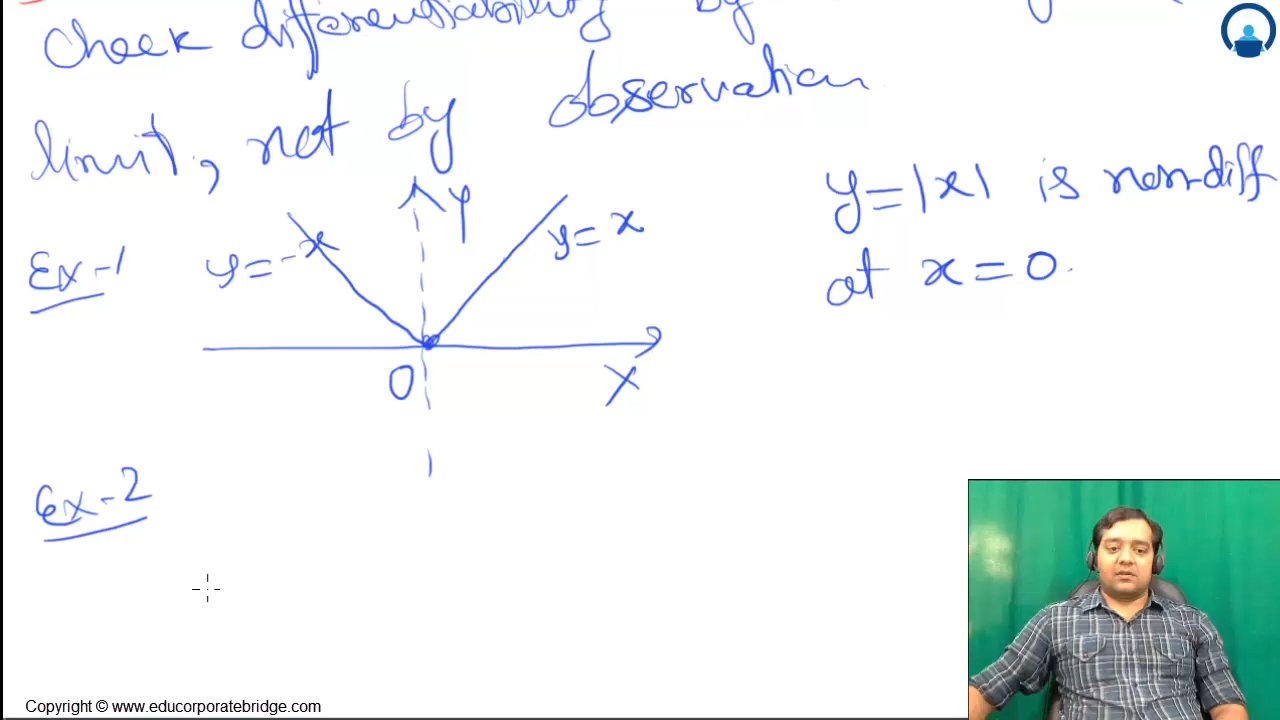 Check differentiability by
limit, not by observation
y=|x| is non-diff
at x=0.
Ex-1
y=-x
Y
y=x
O
X
Ex-2
Copyright © www.educorporatebridge.com